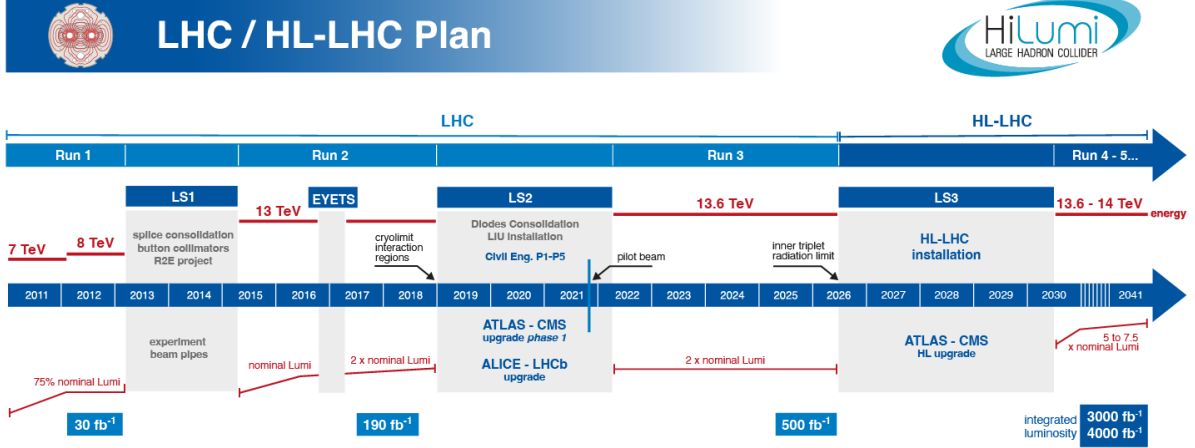 LHC / HL-LHC Plan
HiLumi
LARGE HADRON COLLIDER
LHC
HL-LHC
Run 1
Run 2
Run 3
Run 4 - 5...
LS1
EYETS
LS2
LS3
13 TeV
13.6 TeV
13.6 - 14 TeV
energy
7 TeV
8 TeV
splice consolidation
button collimators
R2E project
cryolimit
interaction
regions
Diodes Consolidation
LIU Installation
Civil Eng. P1-P5
pilot beam
inner triplet
radiation limit
HL-LHC
installation
2011 2012 2013 2014 2015 2016 2017 2018 2019 2020 2021 2022 2023 2024 2025 2026 2027 2028 2029 2030 2041
experiment
beam pipes
ATLAS - CMS
upgrade phase 1
ALICE - LHCb
upgrade
ATLAS - CMS
HL upgrade
5 to 7.5
x nominal Lumi
75% nominal Lumi
nominal Lumi
2 x nominal Lumi
2 x nominal Lumi
30 fb⁻¹
190 fb⁻¹
500 fb⁻¹
integrated
luminosity
3000 fb⁻¹
4000 fb⁻¹